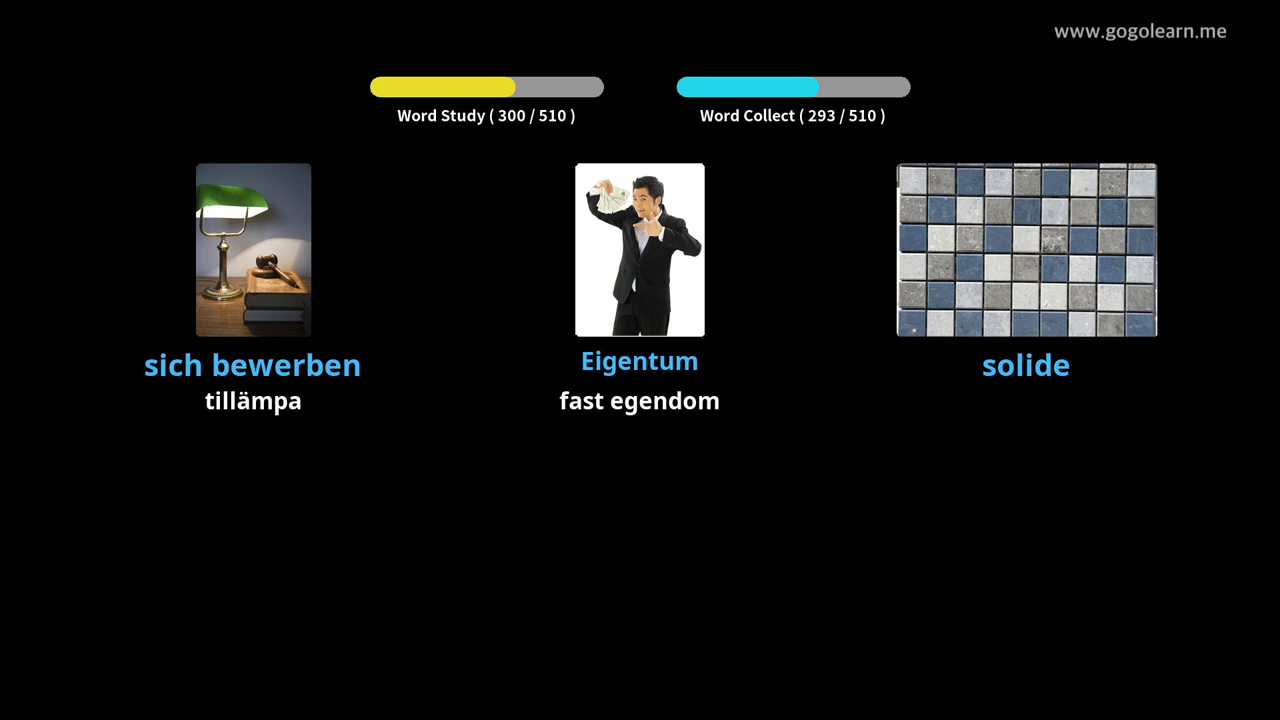 www.gogolearn.me
Word Study ( 300 / 510 )
Word Collect ( 293 / 510 )
sich bewerben
tillämpa
Eigentum
fast egendom
solide